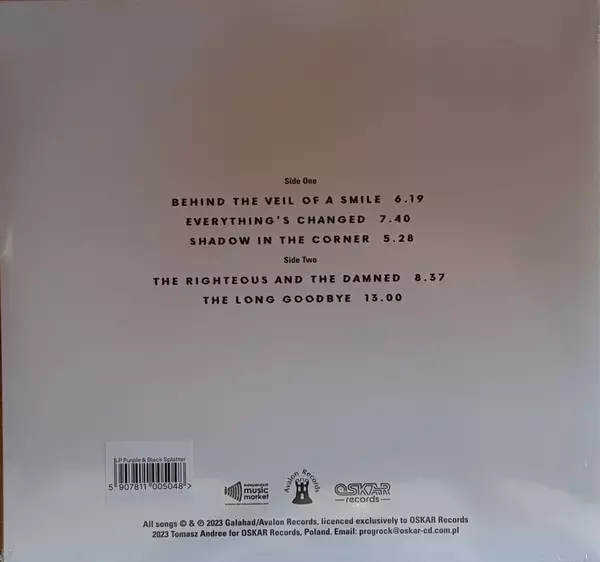 Side One
BEHIND THE VEIL OF A SMILE 6.19
EVERYTHING'S CHANGED 7.40
SHADOW IN THE CORNER 5.28
Side Two
THE RIGHTEOUS AND THE DAMNED 8.37
THE LONG GOODBYE 13.00
LP Purple & Black Splatter
5 907811 005048 >
independent
music
market
Avalon Records
OSKAR
records
All songs © & ℗ 2023 Galahad/Avalon Records, licenced exclusively to OSKAR Records
2023 Tomasz Andree for OSKAR Records, Poland. Email: progrock@oskar-cd.com.pl